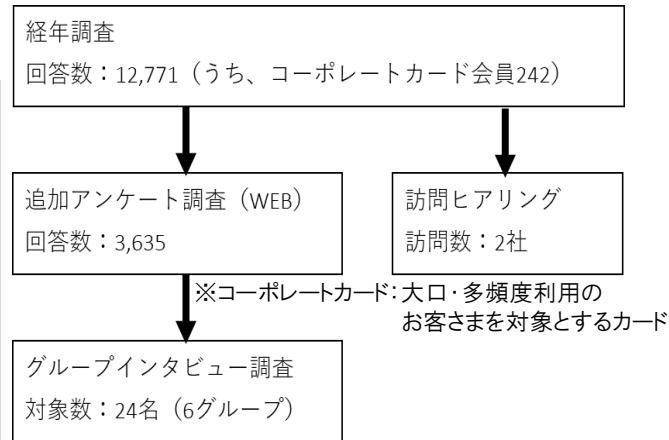 経年調査
回答数：12,771（うち、コーポレートカード会員242）
追加アンケート調査（WEB）
回答数：3,635
訪問ヒアリング
訪問数：2社
※コーポレートカード：大口・多頻度利用の
お客さまを対象とするカード
グループインタビュー調査
対象数：24名（6グループ）